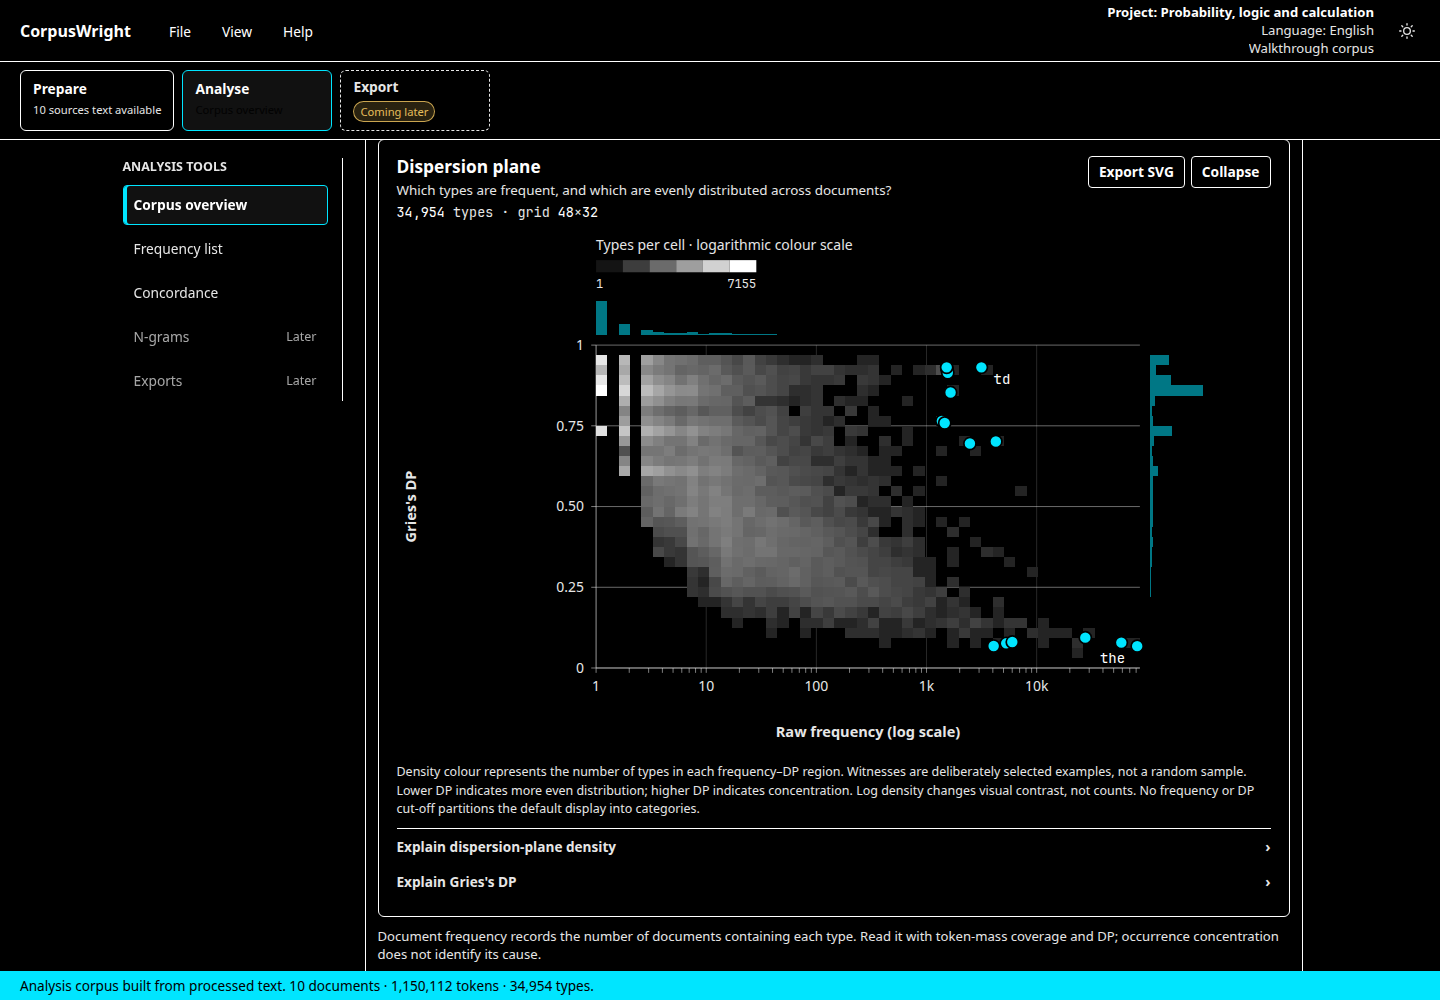 CorpusWright
File
View
Help
Project: Probability, logic and calculation
Language: English
Walkthrough corpus
Prepare
10 sources text available
Analyse
Corpus overview
Export
Coming later
ANALYSIS TOOLS
Corpus overview
Frequency list
Concordance
N-grams
Later
Exports
Later
Dispersion plane
Which types are frequent, and which are evenly distributed across documents?
34,954 types · grid 48×32
Export SVG
Collapse
Types per cell · logarithmic colour scale
1
7155
1
0.75
0.50
0.25
0
Gries's DP
td
the
1
10
100
1k
10k
Raw frequency (log scale)
Density colour represents the number of types in each frequency–DP region. Witnesses are deliberately selected examples, not a random sample.
Lower DP indicates more even distribution; higher DP indicates concentration. Log density changes visual contrast, not counts. No frequency or DP
cut-off partitions the default display into categories.
Explain dispersion-plane density ›
Explain Gries's DP ›
Document frequency records the number of documents containing each type. Read it with token-mass coverage and DP; occurrence concentration
does not identify its cause.
Analysis corpus built from processed text. 10 documents · 1,150,112 tokens · 34,954 types.